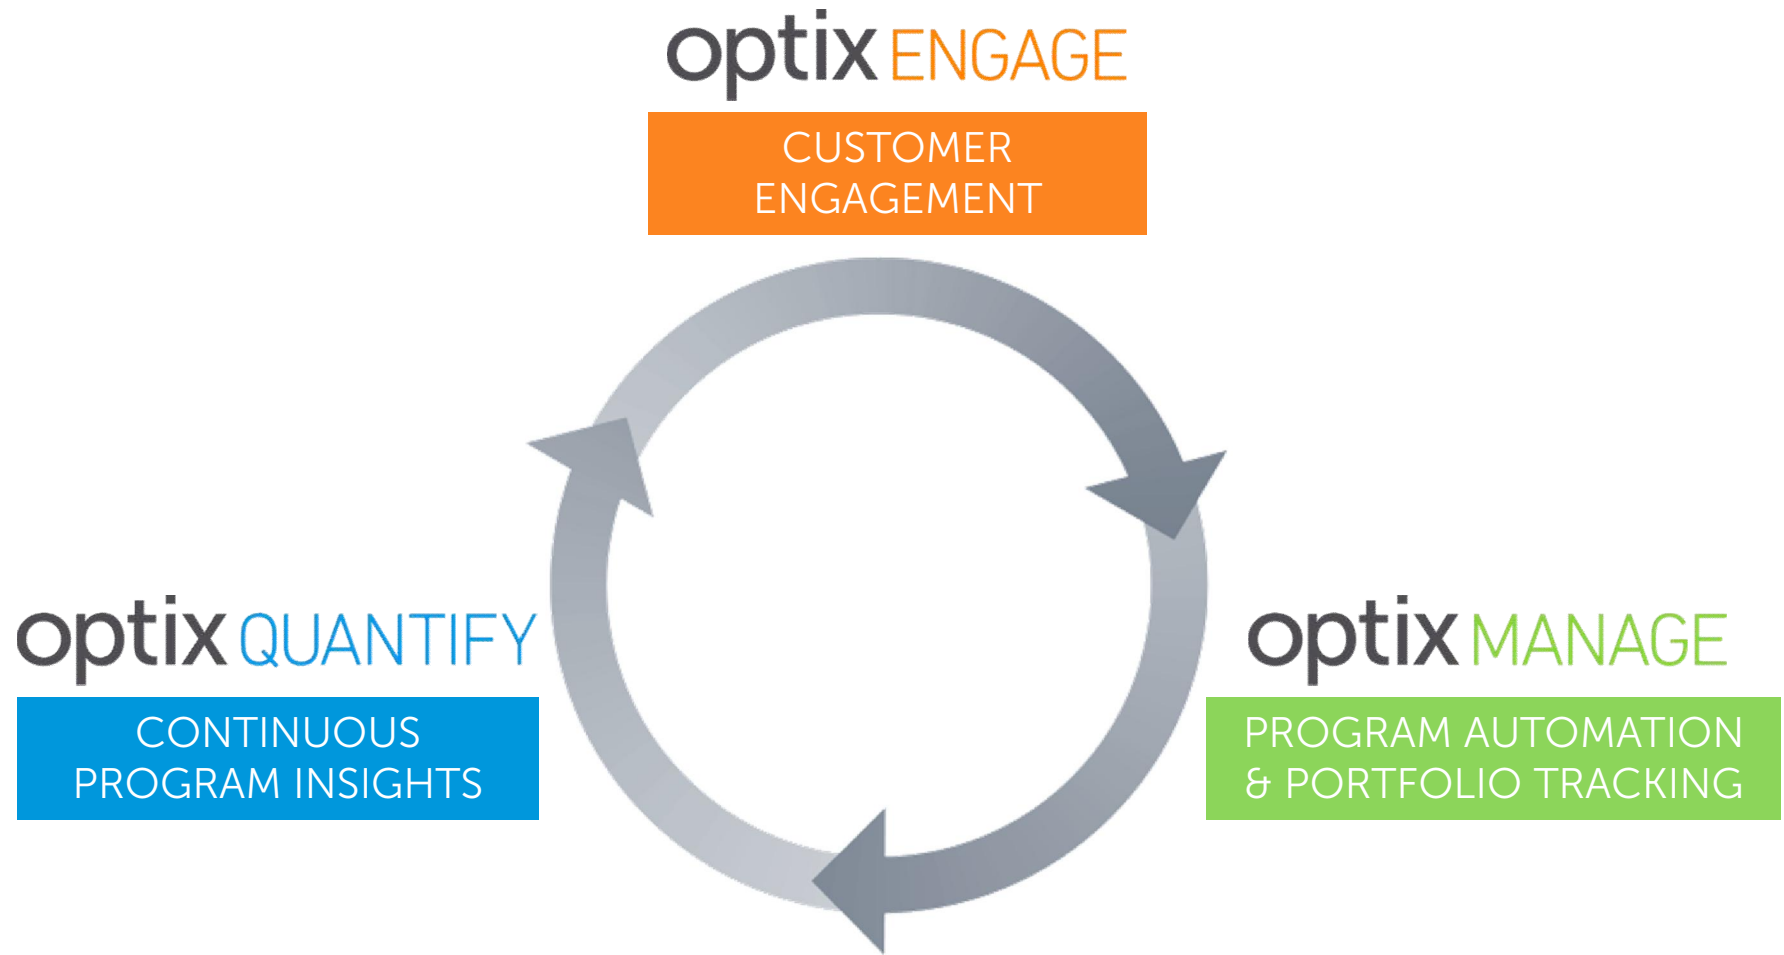 optix ENGAGE
CUSTOMER
ENGAGEMENT
optix QUANTIFY
CONTINUOUS
PROGRAM INSIGHTS
optix MANAGE
PROGRAM AUTOMATION
& PORTFOLIO TRACKING